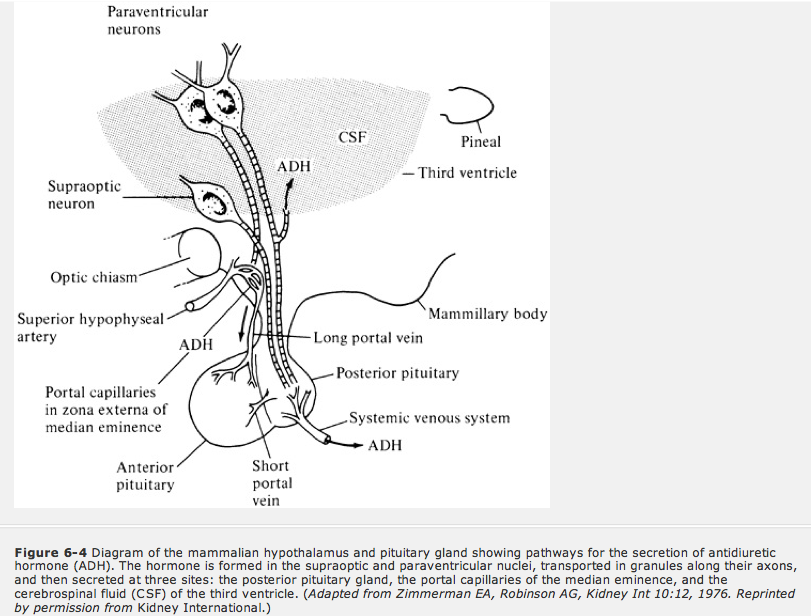 Paraventricular
neurons
CSF
Pineal
ADH
Third ventricle
Supraoptic
neuron
Optic chiasm
Superior hypophyseal
artery
Mammillary body
ADH
Long portal vein
Posterior pituitary
Portal capillaries
in zona externa of
median eminence
Systemic venous system
ADH
Anterior
pituitary
Short
portal
vein
Figure 6-4 Diagram of the mammalian hypothalamus and pituitary gland showing pathways for the secretion of antidiuretic
hormone (ADH). The hormone is formed in the supraoptic and paraventricular nuclei, transported in granules along their axons,
and then secreted at three sites: the posterior pituitary gland, the portal capillaries of the median eminence, and the
cerebrospinal fluid (CSF) of the third ventricle. (Adapted from Zimmerman EA, Robinson AG, Kidney Int 10:12, 1976. Reprinted
by permission from Kidney International.)